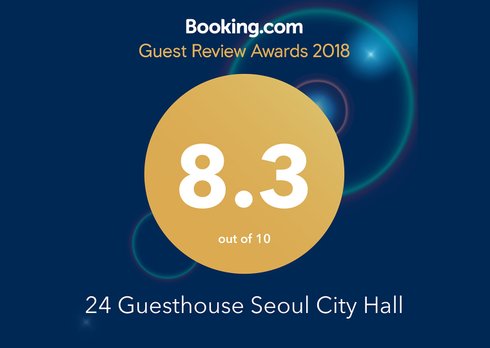 Booking.com
Guest Review Awards 2018
8.3
out of 10
24 Guesthouse Seoul City Hall